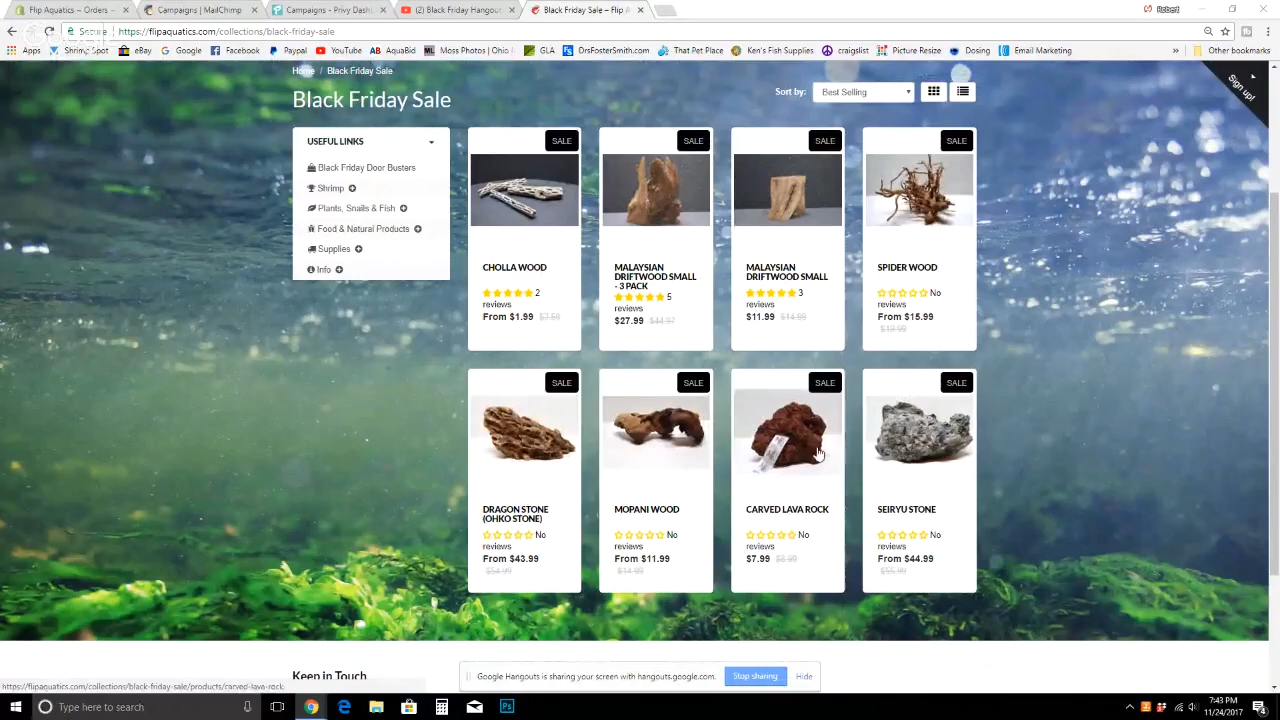 Flip Aquatics ~ Orders ~
Campaigns | MailChimp
Campaigns - Privy Dash
(2) Black Friday Hangout
Black Friday Sale – Flip A
Robert
Secure
https://flipaquatics.com/collections/black-friday-sale
Apps
Savings
eBay
Google
Facebook
Paypal
YouTube
AB AquaBid
ML Moss Photos | Ohio
GLA
DrsFosterSmith.com
That Pet Place
Ken's Fish Supplies
craigslist
Picture Resize
Dosing
Email Marketing
»
Other bookmarks
Home / Black Friday Sale
Black Friday Sale
Sort by:
Best Selling
Sign up!
USEFUL LINKS
Black Friday Door Busters
Shrimp
Plants, Snails & Fish
Food & Natural Products
Supplies
Info
SALE
CHOLLA WOOD
2
reviews
From $1.99
SALE
MALAYSIAN
DRIFTWOOD SMALL
- 3 PACK
5
reviews
$27.99 $44.97
SALE
MALAYSIAN
DRIFTWOOD SMALL
3
reviews
$11.99 $14.99
SALE
SPIDER WOOD
No
reviews
From $15.99
SALE
DRAGON STONE
(OHKO STONE)
No
reviews
From $43.99
$54.99
SALE
MOPANI WOOD
No
reviews
From $11.99
$14.99
SALE
CARVED LAVA ROCK
No
reviews
$7.99
SALE
SEIRYU STONE
No
reviews
From $44.99
$55.99
Keep in Touch
Google Hangouts is sharing your screen with hangouts.google.com.
Stop sharing
Hide
https://flipaquatics.com/collections/black-friday-sale/products/carved-lava-rock
Type here to search
Ps
7:43 PM
11/24/2017
4